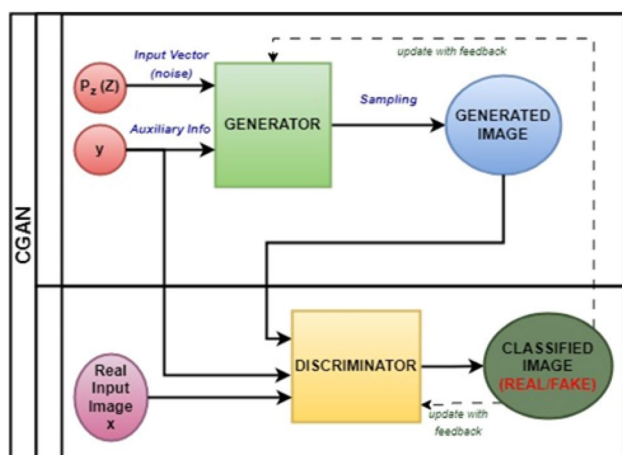 CGAN
update with feedback
Input Vector
(noise)
Pz (Z)
GENERATOR
Sampling
GENERATED
IMAGE
Auxiliary Info
y
Real
Input
Image
x
DISCRIMINATOR
CLASSIFIED
IMAGE
(REAL/FAKE)
update with
feedback